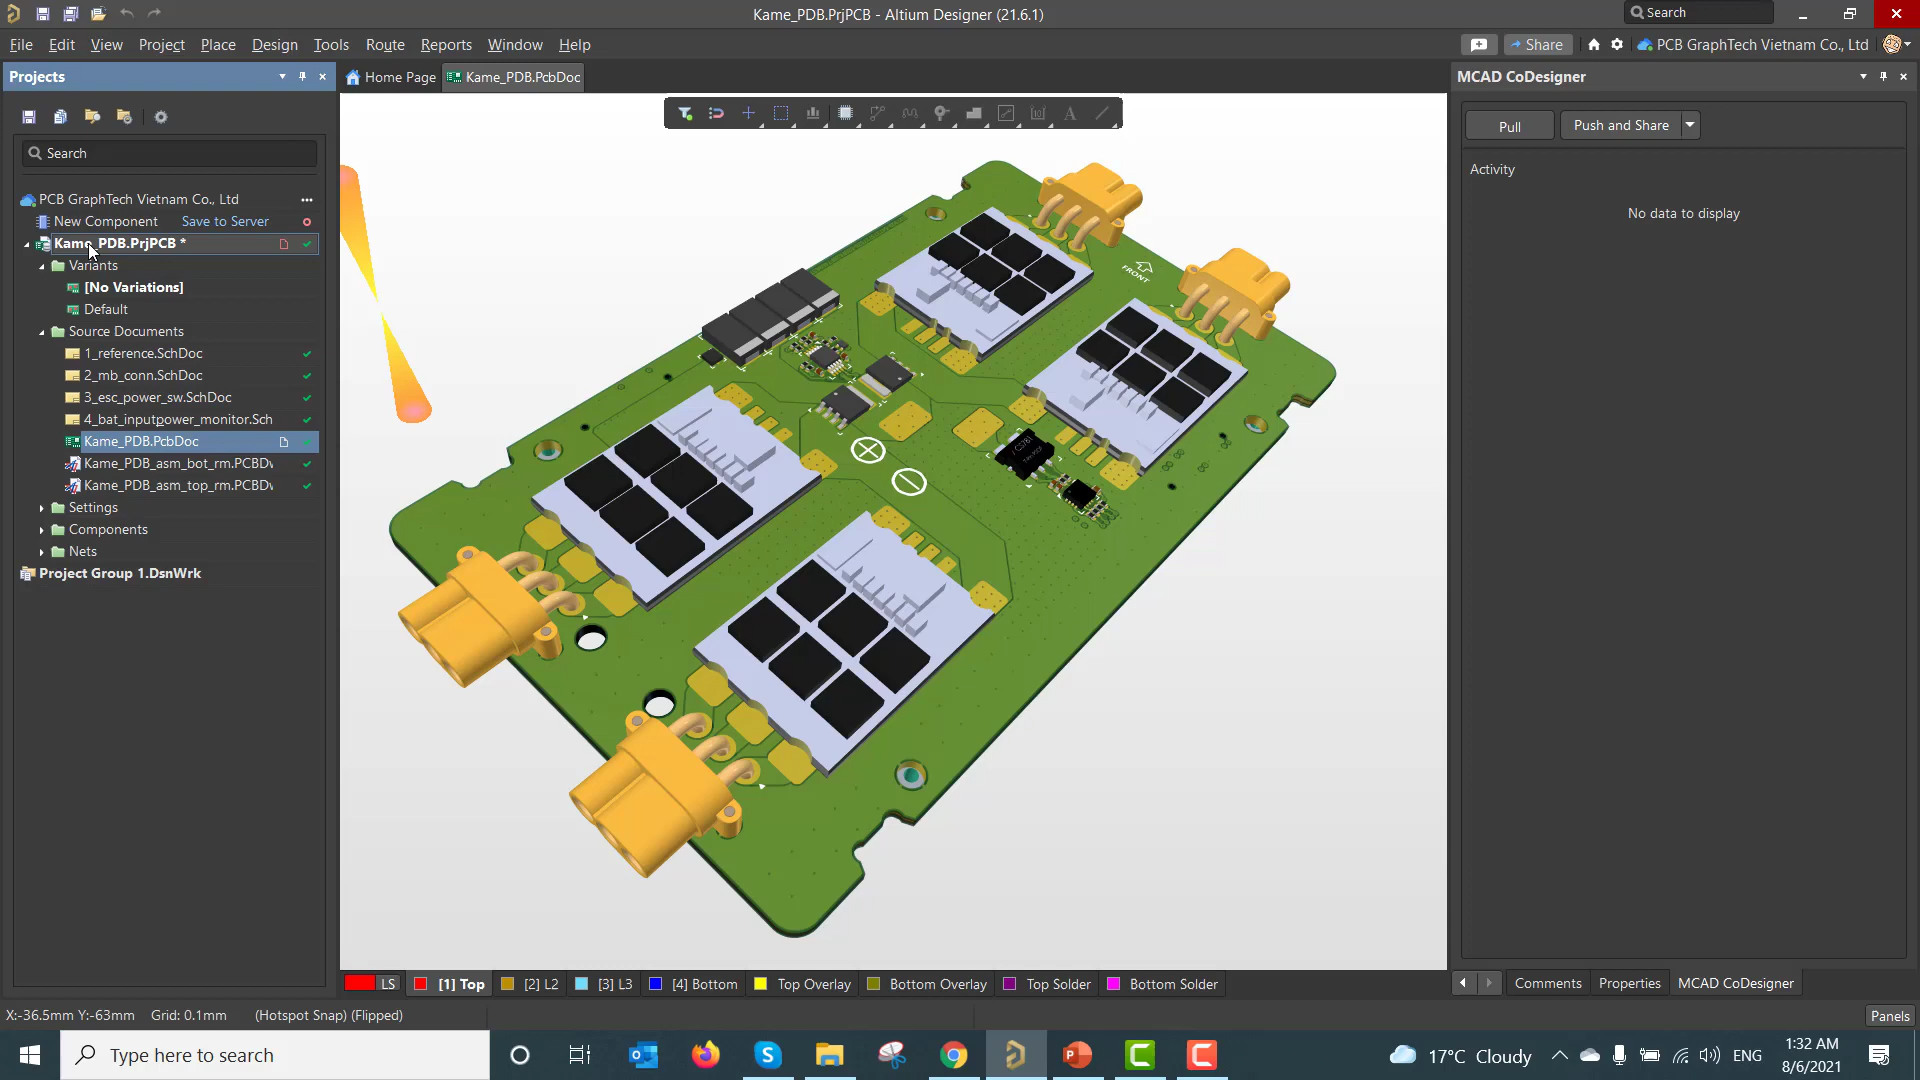 Kame_PDB.PrjPCB - Altium Designer (21.6.1)
Search
File Edit View Project Place Design Tools Route Reports Window Help
Share
PCB GraphTech Vietnam Co., Ltd
Projects
Home Page
Kame_PDB.PcbDoc
MCAD CoDesigner
Search
Pull
Push and Share
Activity
No data to display
PCB GraphTech Vietnam Co., Ltd
New Component Save to Server
Kame_PDB.PrjPCB *
Variants
[No Variations]
Default
Source Documents
1_reference.SchDoc
2_mb_conn.SchDoc
3_esc_power_sw.SchDoc
4_bat_inputpower_monitor.Sch
Kame_PDB.PcbDoc
Kame_PDB_asm_bot_rm.PCBDv
Kame_PDB_asm_top_rm.PCBDv
Settings
Components
Nets
Project Group 1.DsnWrk
FRONT
LS [1] Top [2] L2 [3] L3 [4] Bottom Top Overlay Bottom Overlay Top Solder Bottom Solder
Comments Properties MCAD CoDesigner
X:-36.5mm Y:-63mm Grid: 0.1mm (Hotspot Snap) (Flipped)
Panels
Type here to search
17°C Cloudy
ENG
1:32 AM
8/6/2021